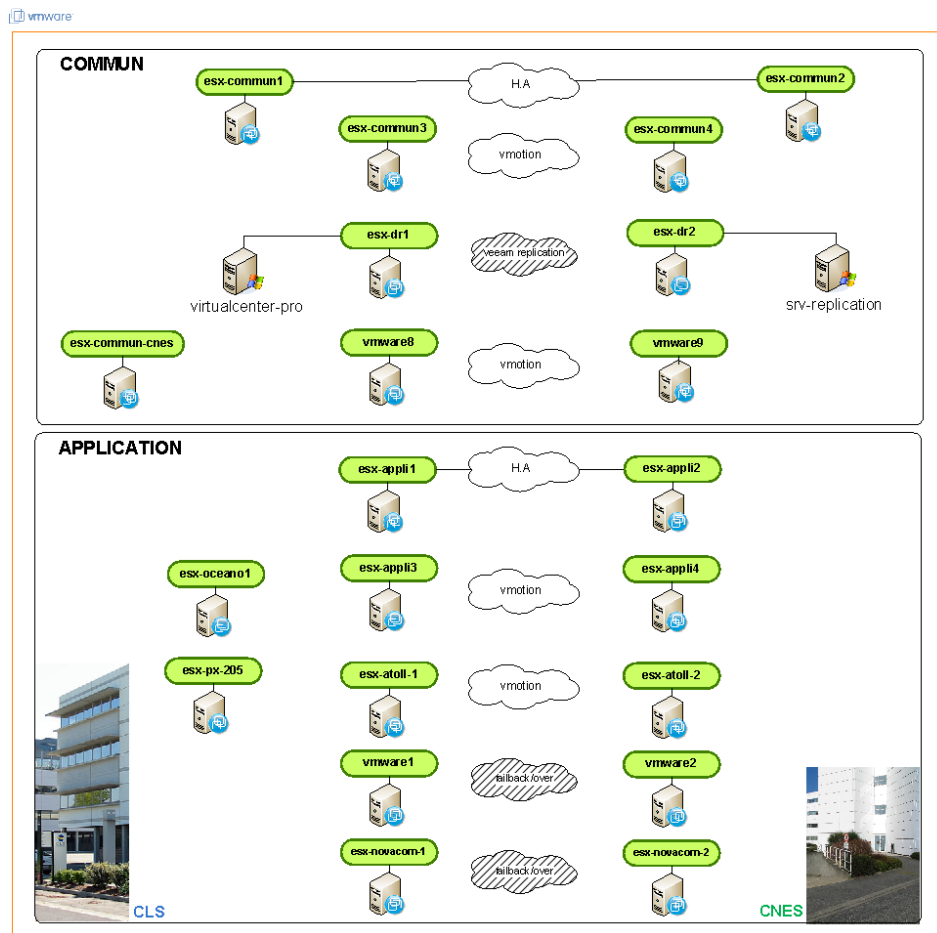 vmware
COMMUN
esx-commun1
H.A
esx-commun2
esx-commun3
vmotion
esx-commun4
esx-dr1
veeam replication
esx-dr2
virtualcenter-pro
srv-replication
esx-commun-cnes
vmware8
vmotion
vmware9
APPLICATION
esx-appli1
H.A
esx-appli2
esx-oceano1
esx-appli3
vmotion
esx-appli4
esx-px-205
esx-atoll-1
vmotion
esx-atoll-2
vmware1
failback/over
vmware2
esx-novacom-1
failback/over
esx-novacom-2
CLS
CNES